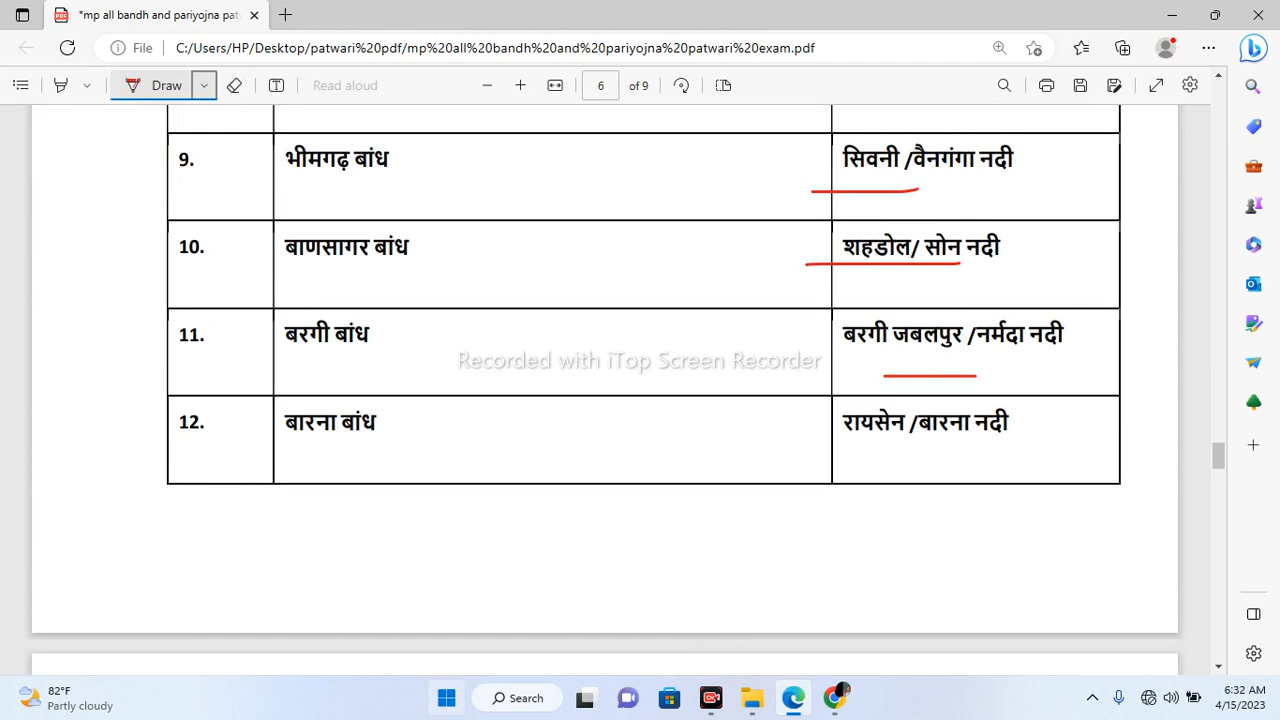 *mp all bandh and pariyojna pat
File
C:/Users/HP/Desktop/patwari%20pdf/mp%20all%20bandh%20and%20pariyojna%20patwari%20exam.pdf
Draw
Read aloud
6
of 9
9. भीमगढ़ बांध सिवनी /वैनगंगा नदी
10. बाणसागर बांध शहडोल/ सोन नदी
11. बरगी बांध बरगी जबलपुर /नर्मदा नदी
Recorded with iTop Screen Recorder
12. बारना बांध रायसेन /बारना नदी
82°F
Partly cloudy
Search
6:32 AM
4/15/2023